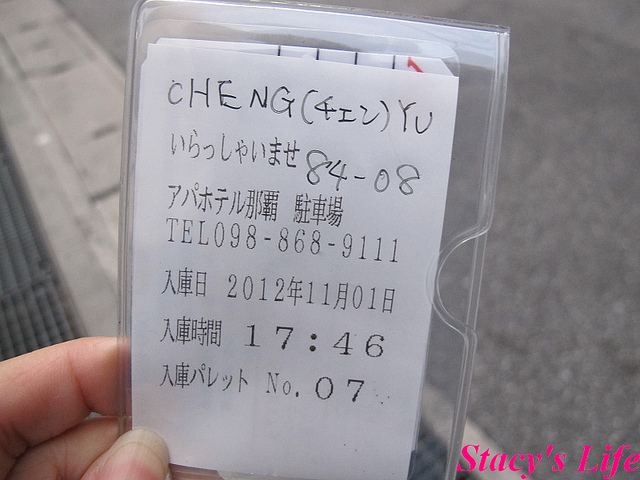 CHENG(チェン)YU
いらっしゃいませ 84-08
アパホテル那覇 駐車場
TEL098-868-9111
入庫日 2012年11月01日
入庫時間 17:46
入庫パレット No.07
Stacy's Life